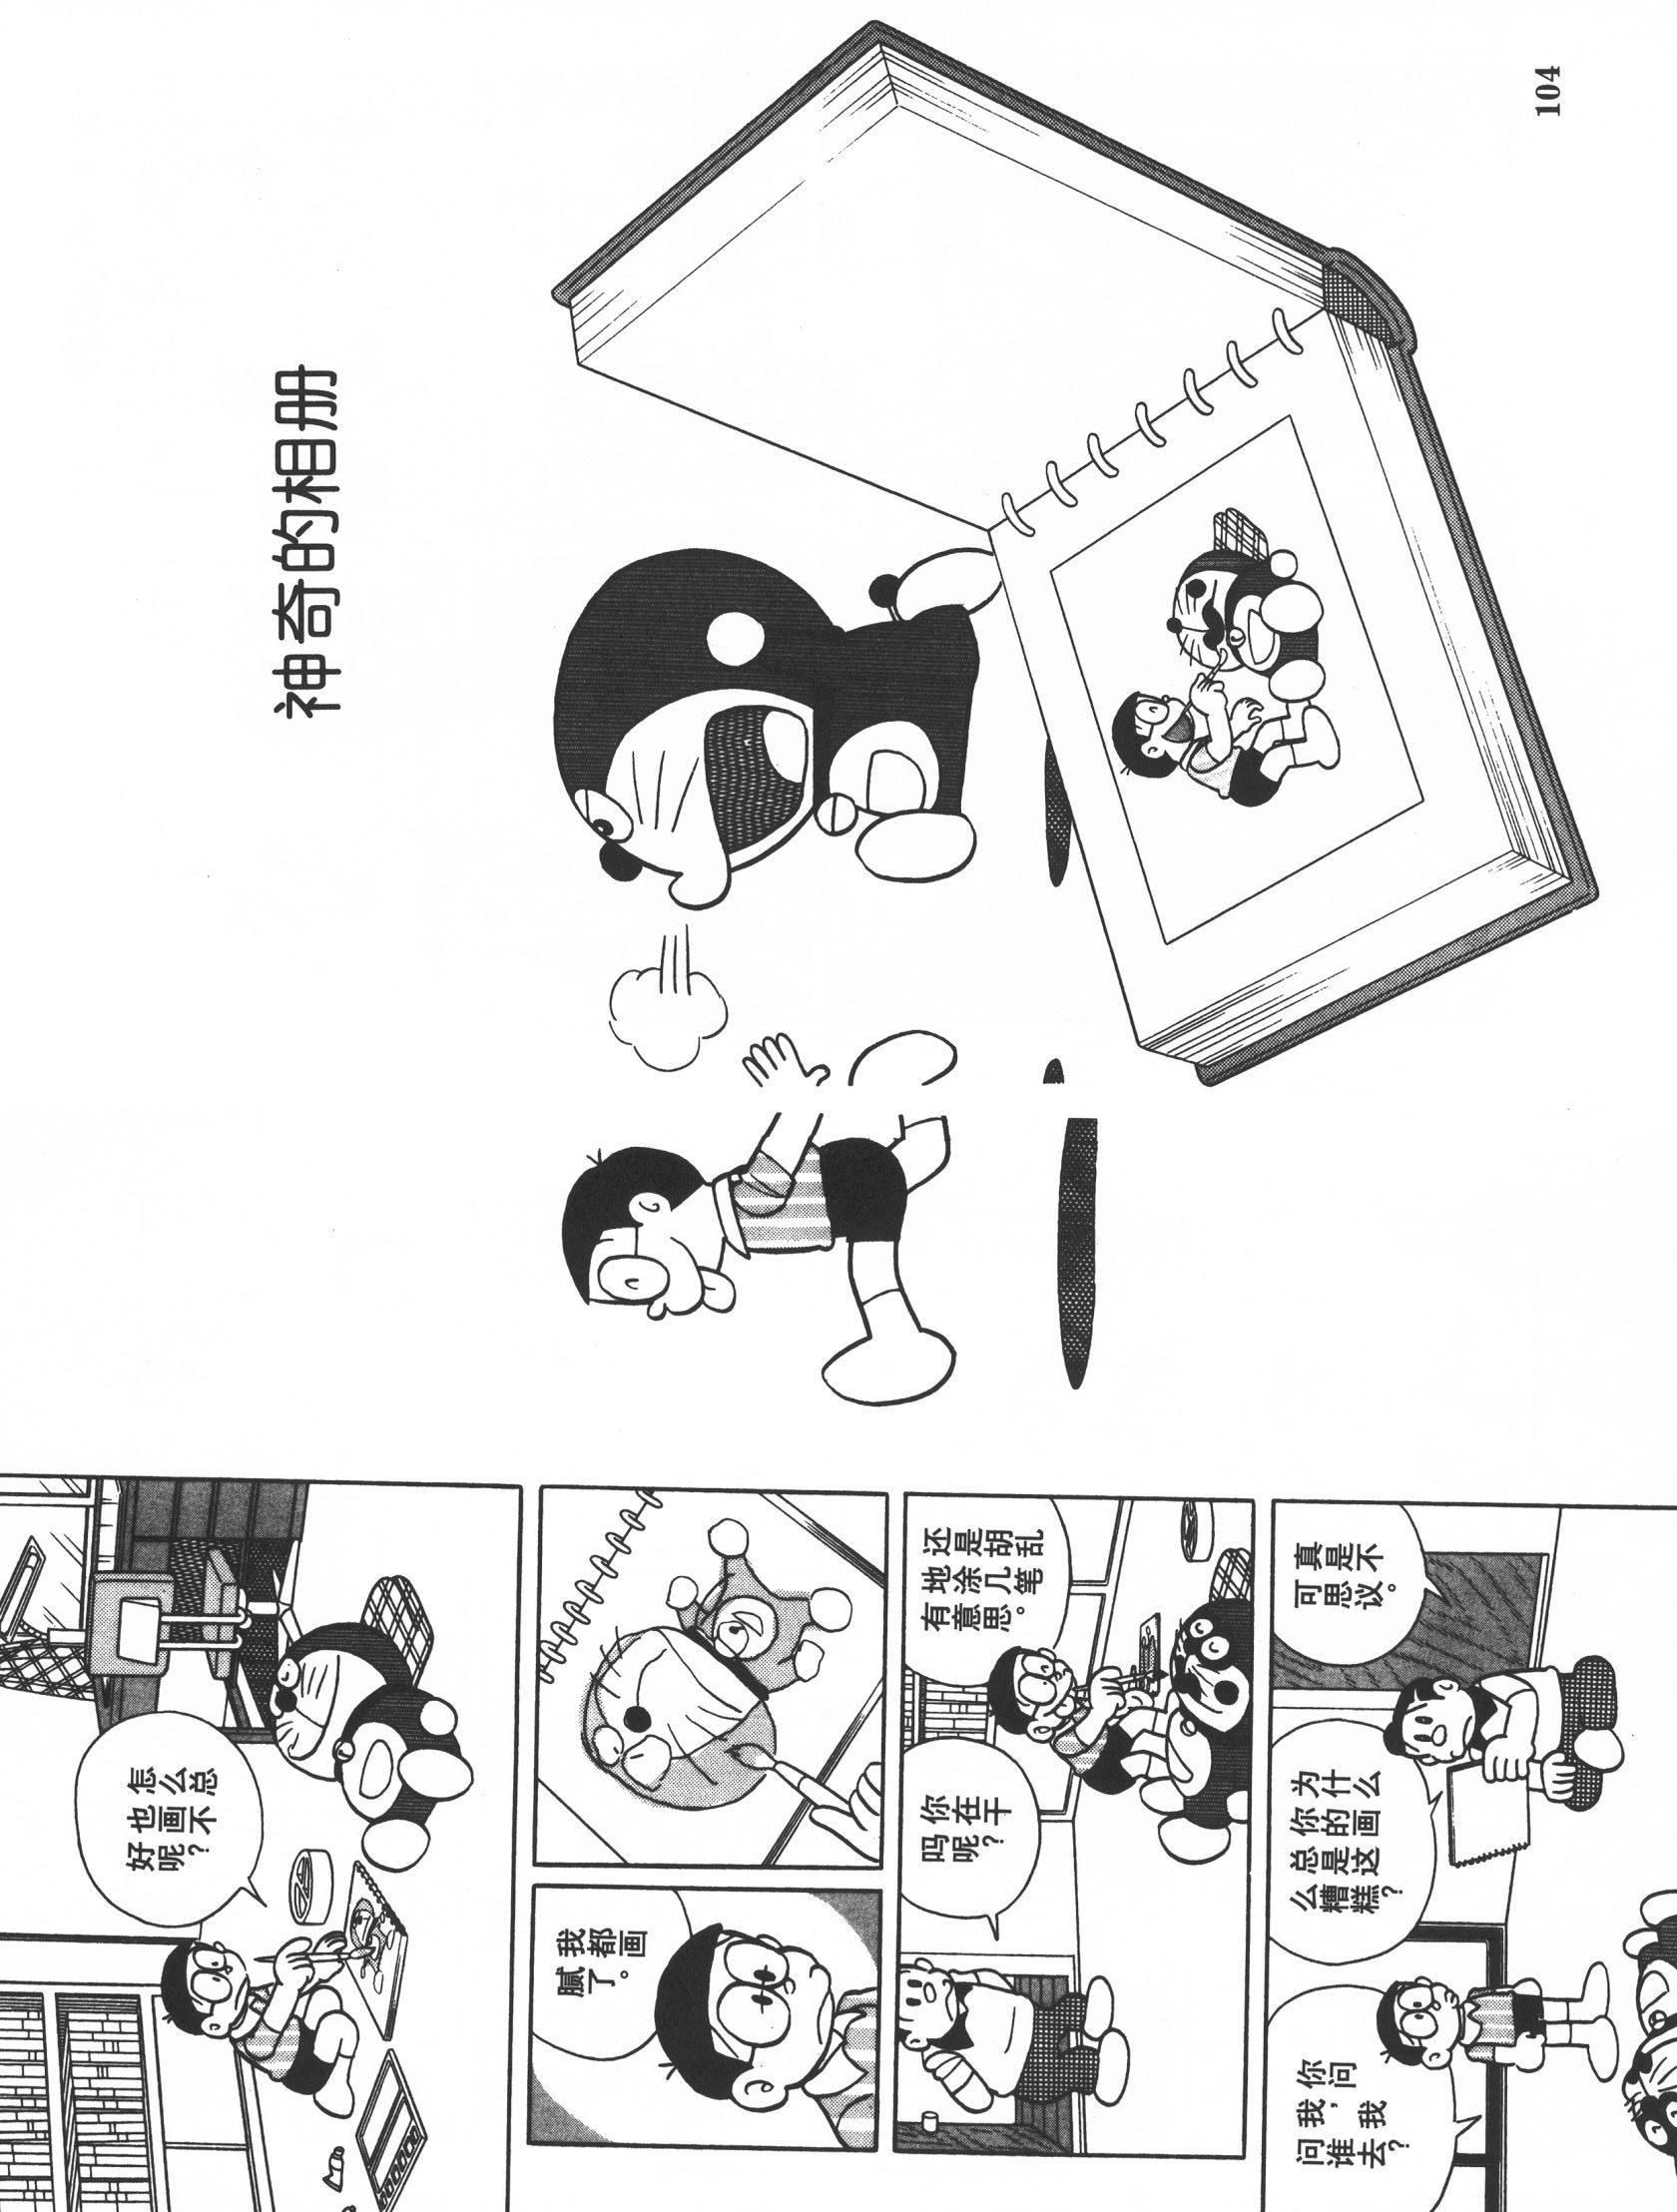 神奇的相册
104
怎么总
也画不
好呢?
我都画
腻了。
还是胡乱
地涂几笔
有意思。
你在干
吗呢?
真是不
可思议。
为什么
你的画
总是这
么糟糕?
你问
我,我
问谁去?